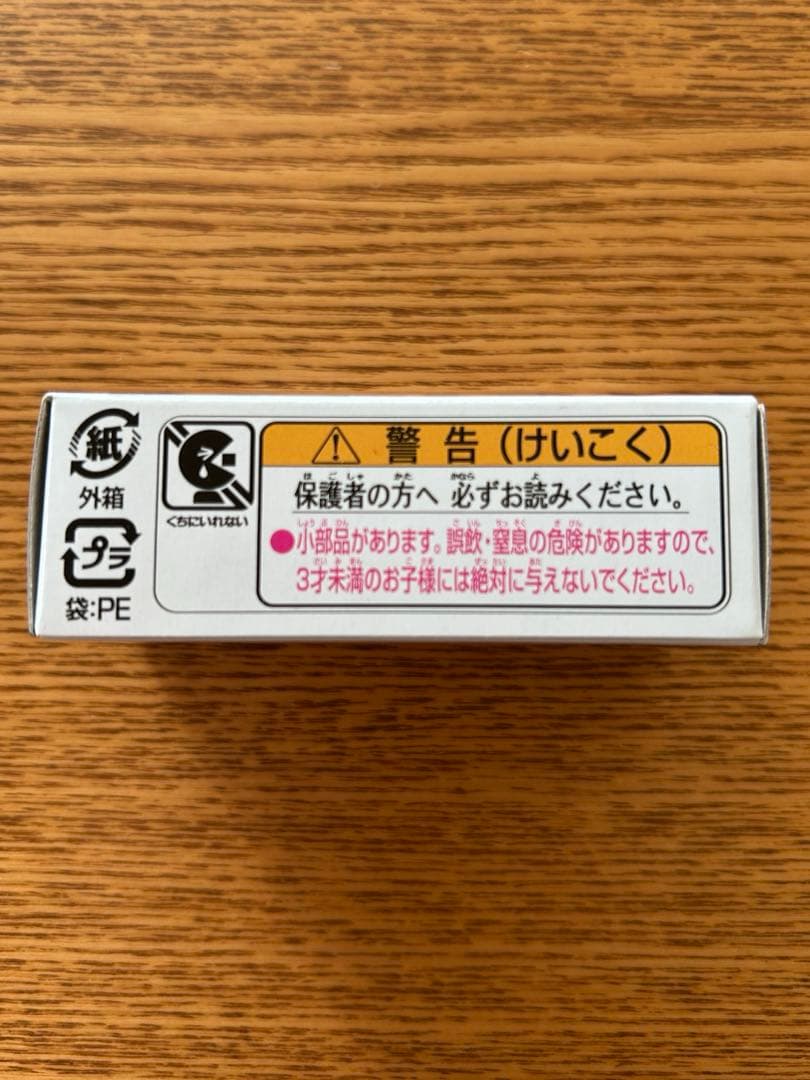 紙
外箱
プラ
袋:PE
くちにいれない
警告(けいこく)
保護者の方へ 必ずお読みください。
●小部品があります。誤飲・窒息の危険がありますので、
3才未満のお子様には絶対に与えないでください。